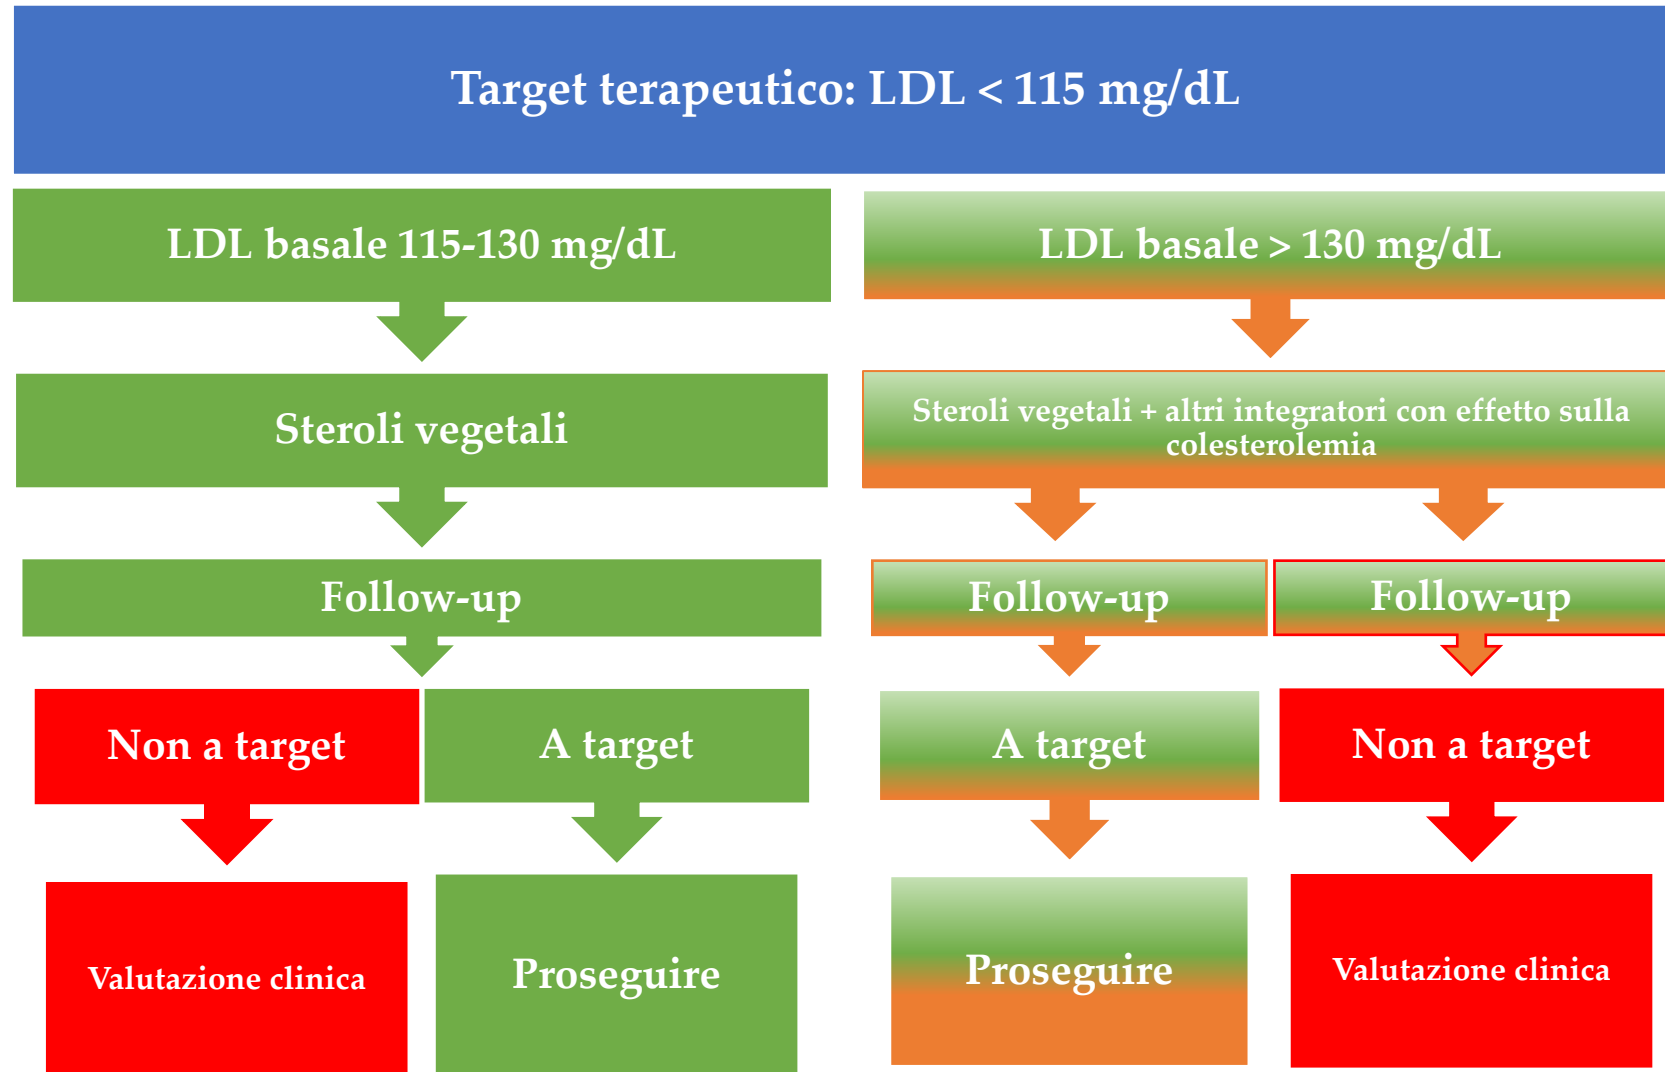 Target terapeutico: LDL < 115 mg/dL
LDL basale 115-130 mg/dL
LDL basale > 130 mg/dL
Steroli vegetali
Steroli vegetali + altri integratori con effetto sulla
colesterolemia
Follow-up
Follow-up
Follow-up
Non a target
A target
A target
Non a target
Valutazione clinica
Proseguire
Proseguire
Valutazione clinica